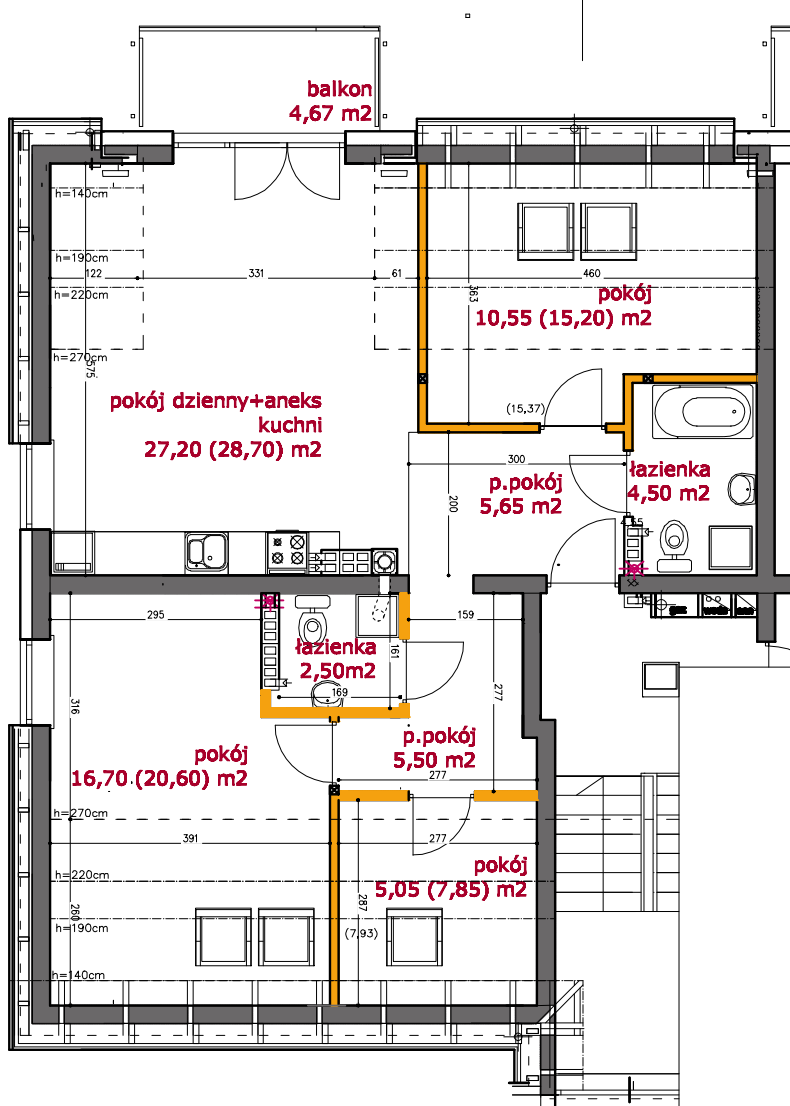 balkon
4,67 m2
h=140cm
h=190cm
122
331
61
460
h=220cm
363
pokój
10,55 (15,20) m2
h=270cm
575
pokój dzienny+aneks
kuchni
27,20 (28,70) m2
(15,37)
300
łazienka
4,50 m2
p.pokój
5,65 m2
200
295
159
łazienka
2,50m2
161
169
277
316
p.pokój
5,50 m2
277
pokój
16,70 (20,60) m2
h=270cm
391
277
pokój
5,05 (7,85) m2
h=220cm
260
287
h=190cm
(7,93)
h=140cm